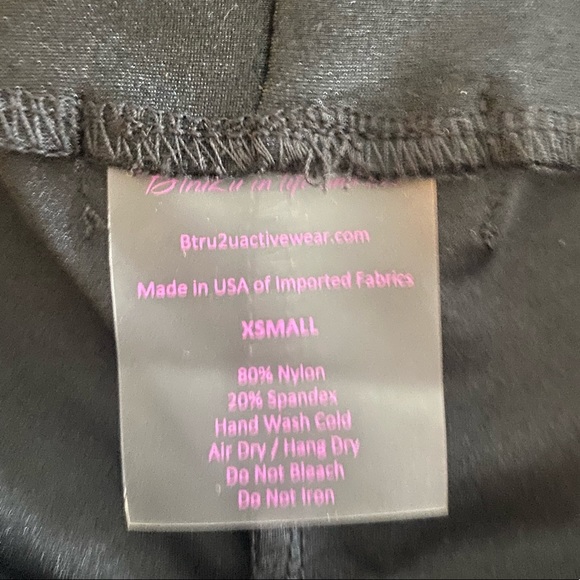 Btru2uactivewear.com
Made in USA of Imported Fabrics
XSMALL
80% Nylon
20% Spandex
Hand Wash Cold
Air Dry / Hang Dry
Do Not Bleach
Do Not Iron